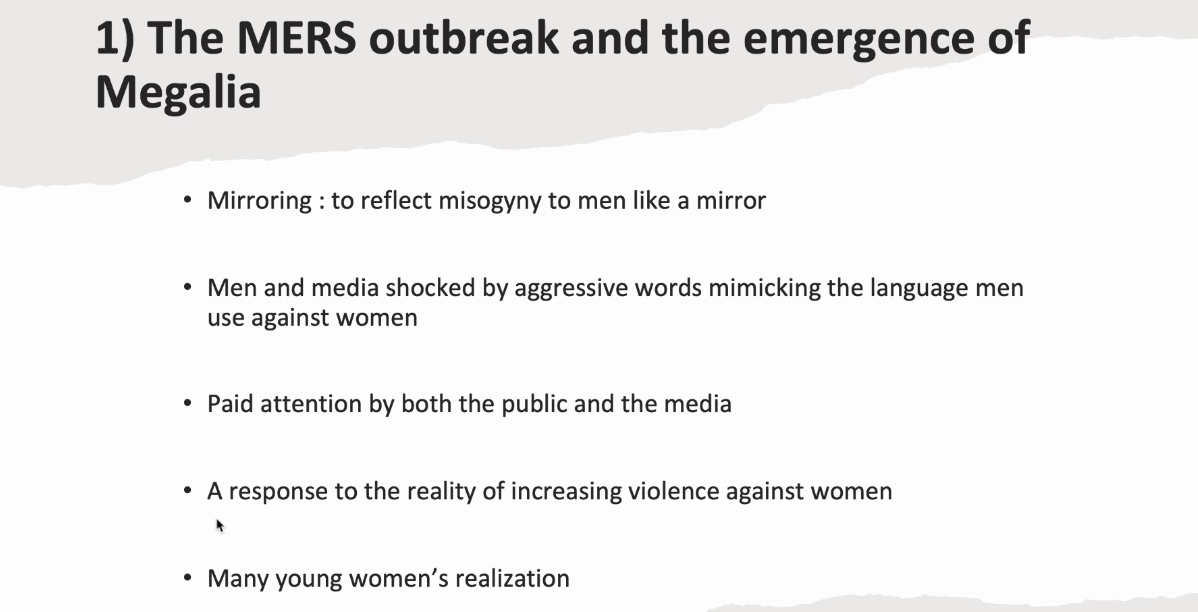 1) The MERS outbreak and the emergence of
Megalia
• Mirroring : to reflect misogyny to men like a mirror
• Men and media shocked by aggressive words mimicking the language men
use against women
• Paid attention by both the public and the media
• A response to the reality of increasing violence against women
• Many young women’s realization